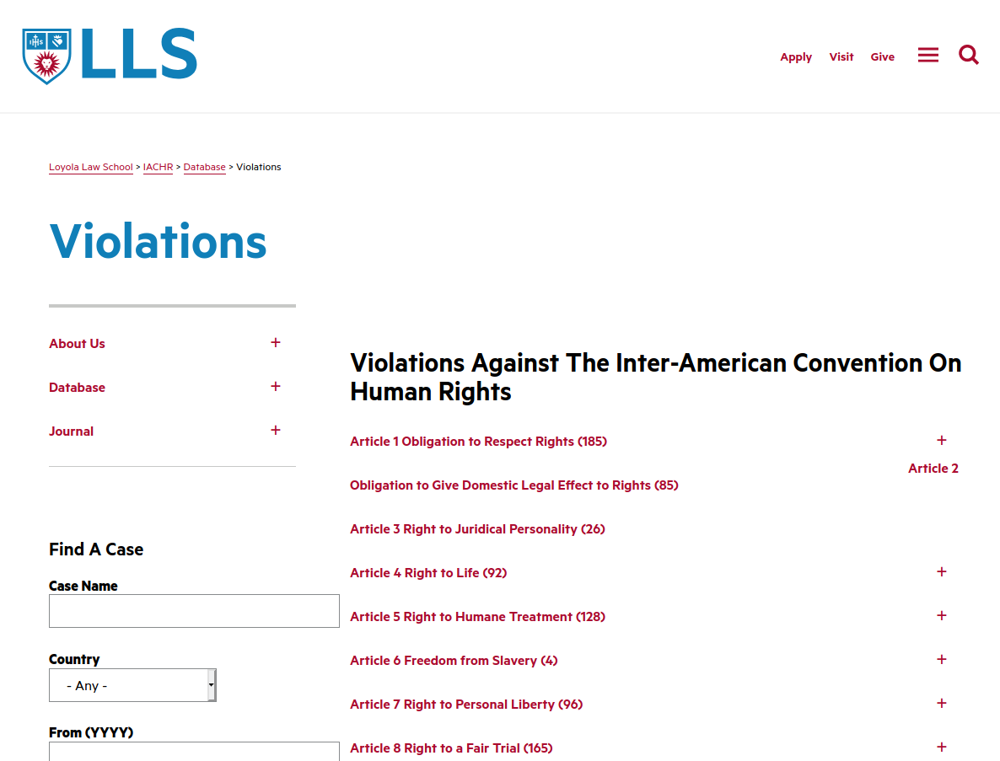 IHS
LLS
Apply Visit Give
Loyola Law School > IACHR > Database > Violations
Violations
About Us +
Database +
Journal +
Find A Case
Case Name
Country
- Any -
From (YYYY)
Violations Against The Inter-American Convention On
Human Rights
Article 1 Obligation to Respect Rights (185) +
Article 2
Obligation to Give Domestic Legal Effect to Rights (85)
Article 3 Right to Juridical Personality (26)
Article 4 Right to Life (92) +
Article 5 Right to Humane Treatment (128) +
Article 6 Freedom from Slavery (4) +
Article 7 Right to Personal Liberty (96) +
Article 8 Right to a Fair Trial (165) +